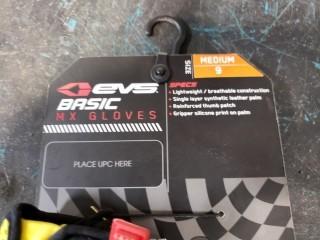 evs
BASIC
MX GLOVES
PLACE UPC HERE
SIZE
MEDIUM
9
SPECS
• Lightweight / breathable construction
• Single layer synthetic leather palm
• Reinforced thumb patch
• Gripper silicone print on palm